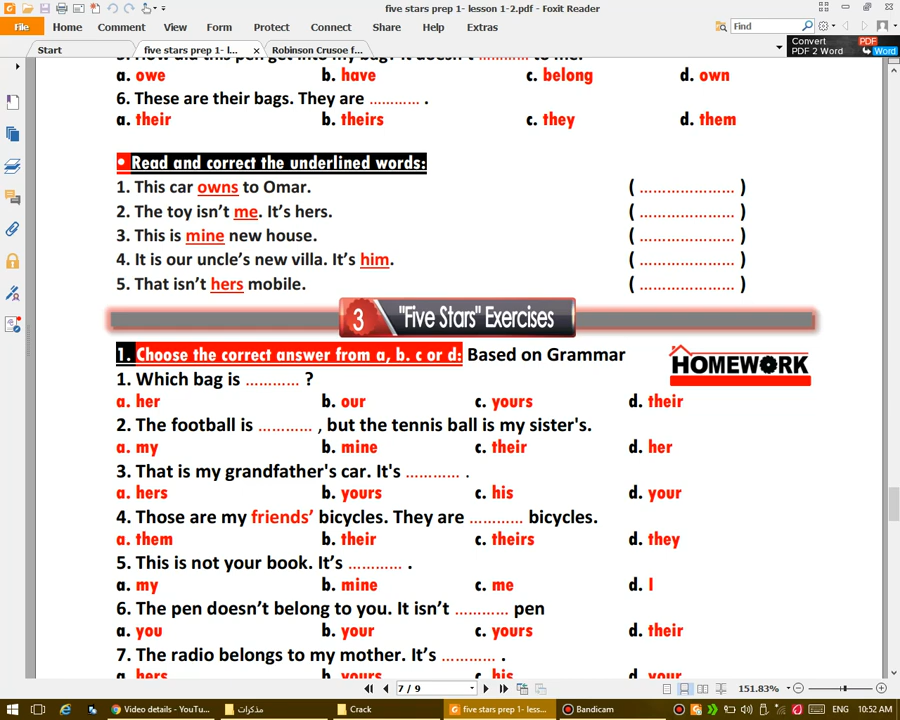 five stars prep 1- lesson 1-2.pdf - Foxit Reader
File Home Comment View Form Protect Connect Share Help Extras
Find
Start five stars prep 1- l... Robinson Crusoe f...
Convert PDF
PDF 2 Word Word
a. owe b. have c. belong d. own
6. These are their bags. They are ............ .
a. their b. theirs c. they d. them
• Read and correct the underlined words:
1. This car owns to Omar. ( ..................... )
2. The toy isn't me. It's hers. ( ..................... )
3. This is mine new house. ( ..................... )
4. It is our uncle's new villa. It's him. ( ..................... )
5. That isn't hers mobile. ( ..................... )
3 "Five Stars" Exercises
1. Choose the correct answer from a, b. c or d: Based on Grammar
HOMEWORK
1. Which bag is ............ ?
a. her b. our c. yours d. their
2. The football is ............ , but the tennis ball is my sister's.
a. my b. mine c. their d. her
3. That is my grandfather's car. It's ............ .
a. hers b. yours c. his d. your
4. Those are my friends' bicycles. They are ............ bicycles.
a. them b. their c. theirs d. they
5. This is not your book. It's ............ .
a. my b. mine c. me d. I
6. The pen doesn't belong to you. It isn't ............ pen
a. you b. your c. yours d. their
7. The radio belongs to my mother. It's ............ .
a. hers b. yours c. his d. your
7 / 9 151.83%
Video details - YouT... مذكرات Crack five stars prep 1- less... Bandicam ENG 10:52 AM